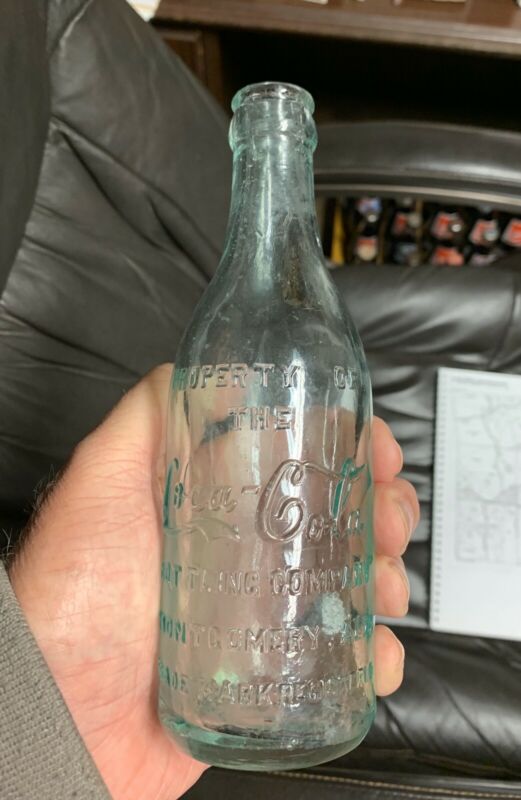 PROPERTY OF
THE
Coca-Cola
BOTTLING COMPANY
MONTGOMERY, ALA.
TRADE MARK REGISTERED